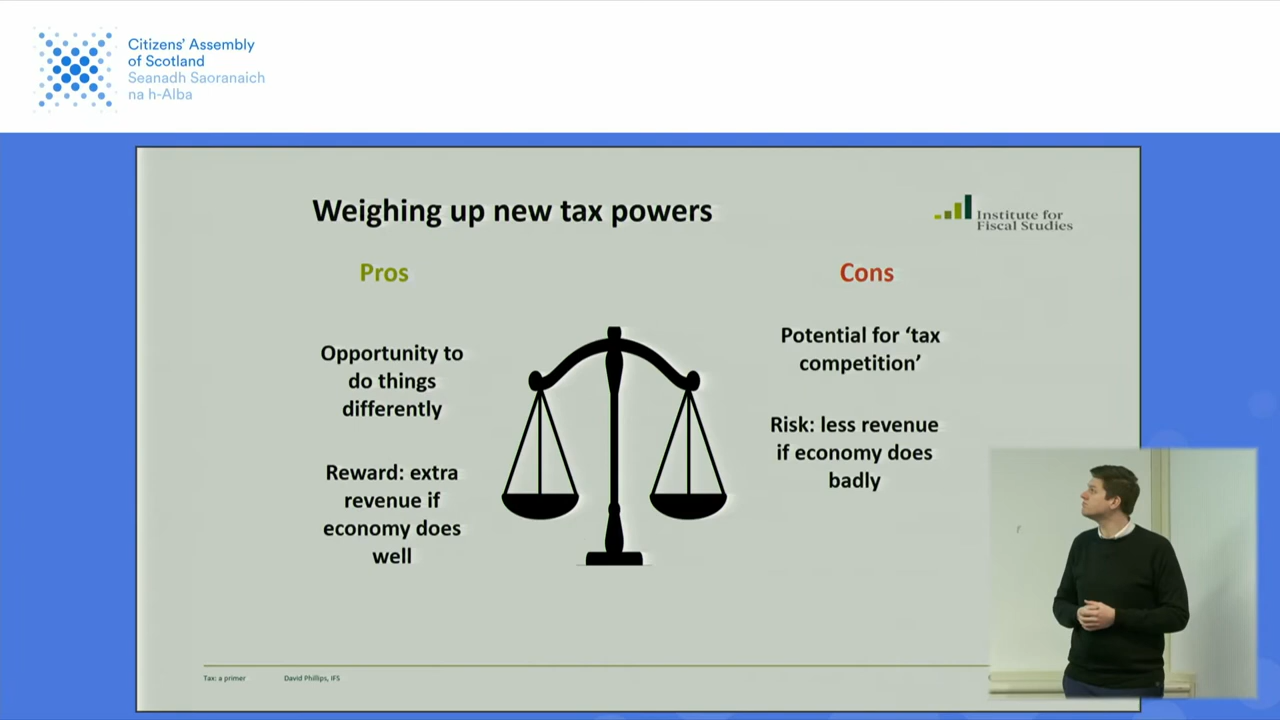 Citizens' Assembly
of Scotland
Seanadh Saoranaich
na h-Alba
Weighing up new tax powers
Institute for
Fiscal Studies
Pros
Cons
Opportunity to
do things
differently
Reward: extra
revenue if
economy does
well
Potential for ‘tax
competition’
Risk: less revenue
if economy does
badly
Tax: a primer
David Phillips, IFS